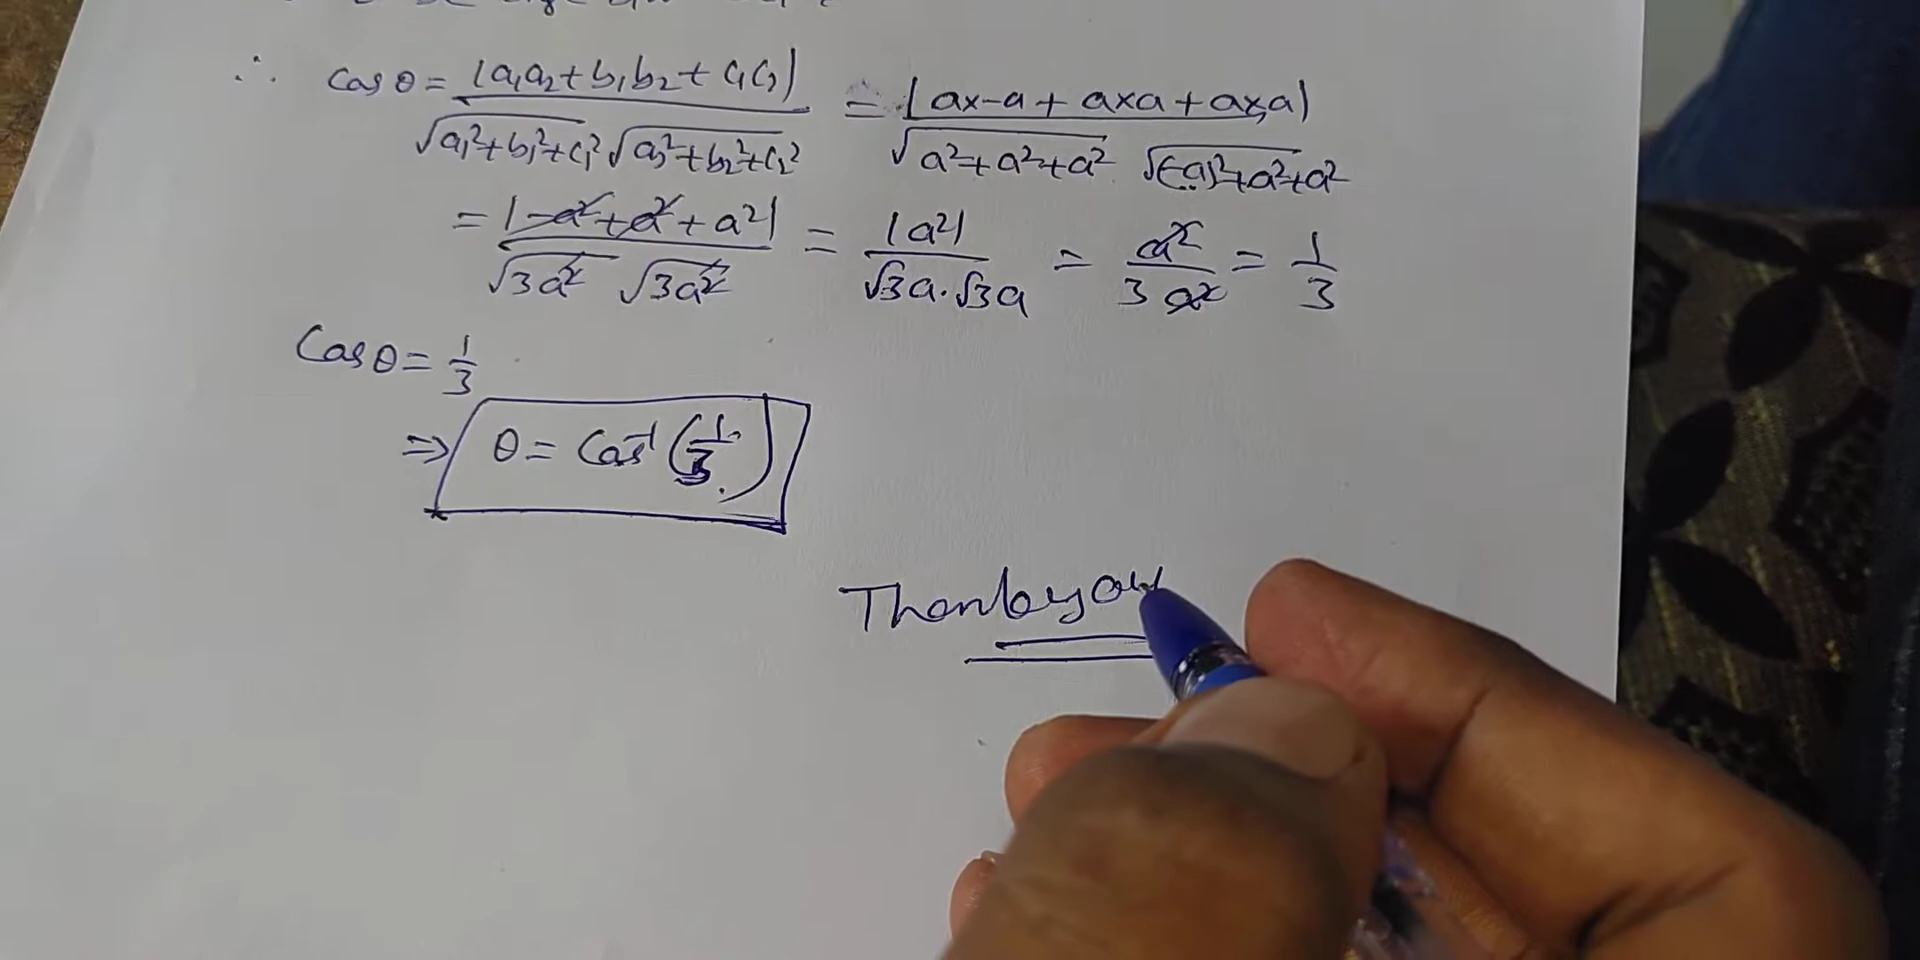 ∴ Cos θ = |a₁a₂ + b₁b₂ + c₁c₂| / √a₁²+b₁²+c₁² √a₂²+b₂²+c₂² = |a×-a + a×a + a×a| / √a²+a²+a² √(-a)²+a²+a²
= |-a²+a²+a²| / √3a² √3a² = |a²| / √3a.√3a = a² / 3a² = 1/3
Cos θ = 1/3
⇒ θ = Cos⁻¹(1/3)
Thank you